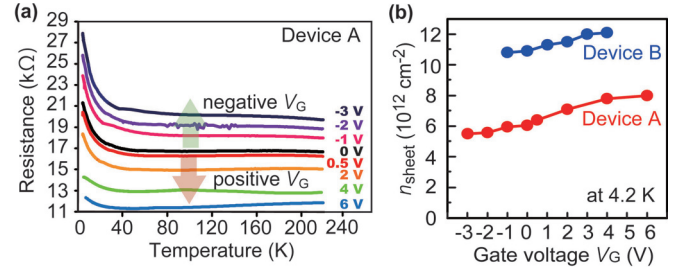 (a)
29
27
25
23
21
19
17
15
13
11
Resistance (kΩ)
Device A
negative VG
positive VG
-3 V
-2 V
-1 V
0 V
0.5 V
2 V
4 V
6 V
0 40 80 120 160 200 240
Temperature (K)
(b)
12
10
8
6
4
2
0
nsheet (10^12 cm-2)
Device B
Device A
at 4.2 K
-3 -2 -1 0 1 2 3 4 5 6
Gate voltage VG (V)